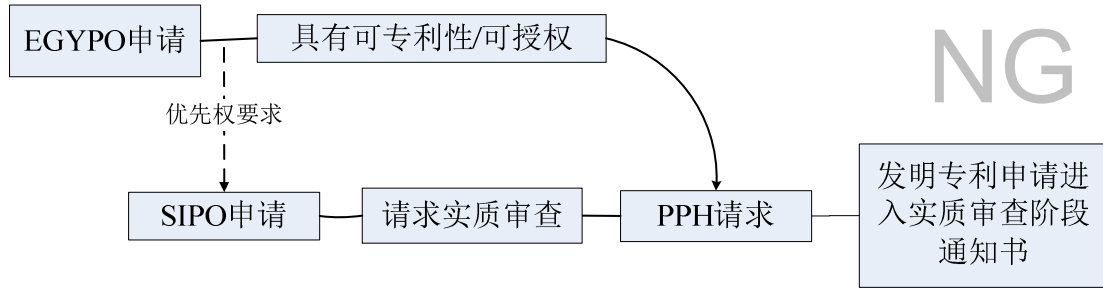 EGYPO申请
具有可专利性/可授权
NG
优先权要求
SIPO申请
请求实质审查
PPH请求
发明专利申请进
入实质审查阶段
通知书